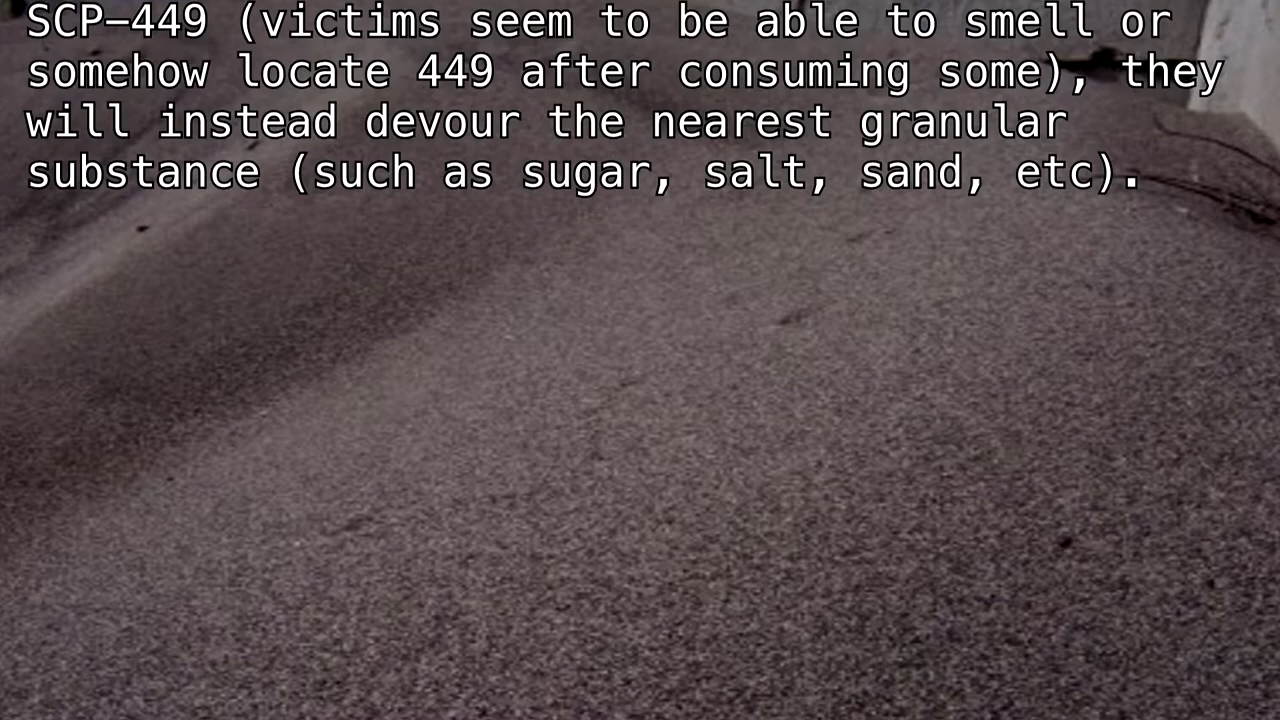 SCP–449 (victims seem to be able to smell or
somehow locate 449 after consuming some), they
will instead devour the nearest granular
substance (such as sugar, salt, sand, etc).